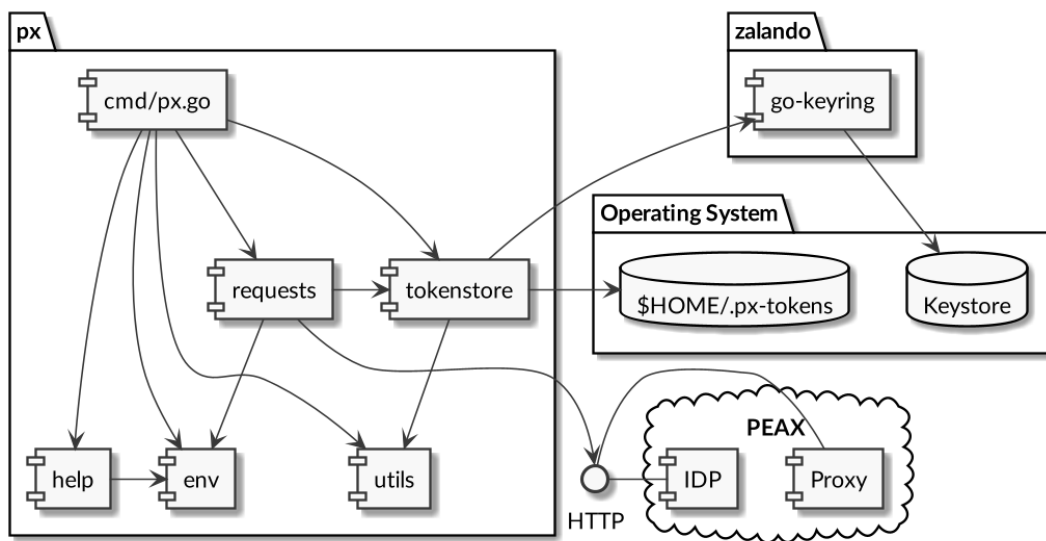 px
zalando
cmd/px.go
go-keyring
Operating System
requests
tokenstore
$HOME/.px-tokens
Keystore
PEAX
help
env
utils
IDP
Proxy
HTTP